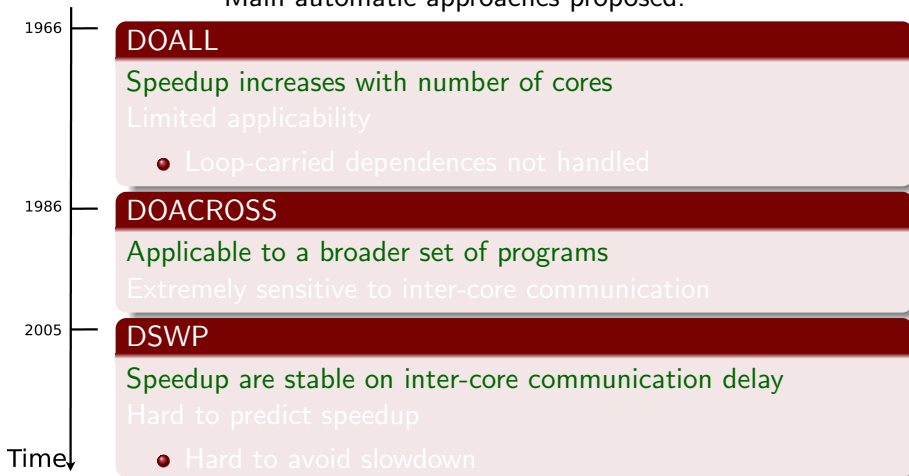 Main automatic approaches proposed:
1966
DOALL
Speedup increases with number of cores
Limited applicability
Loop-carried dependences not handled
1986
DOACROSS
Applicable to a broader set of programs
Extremely sensitive to inter-core communication
2005
DSWP
Speedup are stable on inter-core communication delay
Hard to predict speedup
Hard to avoid slowdown
Time